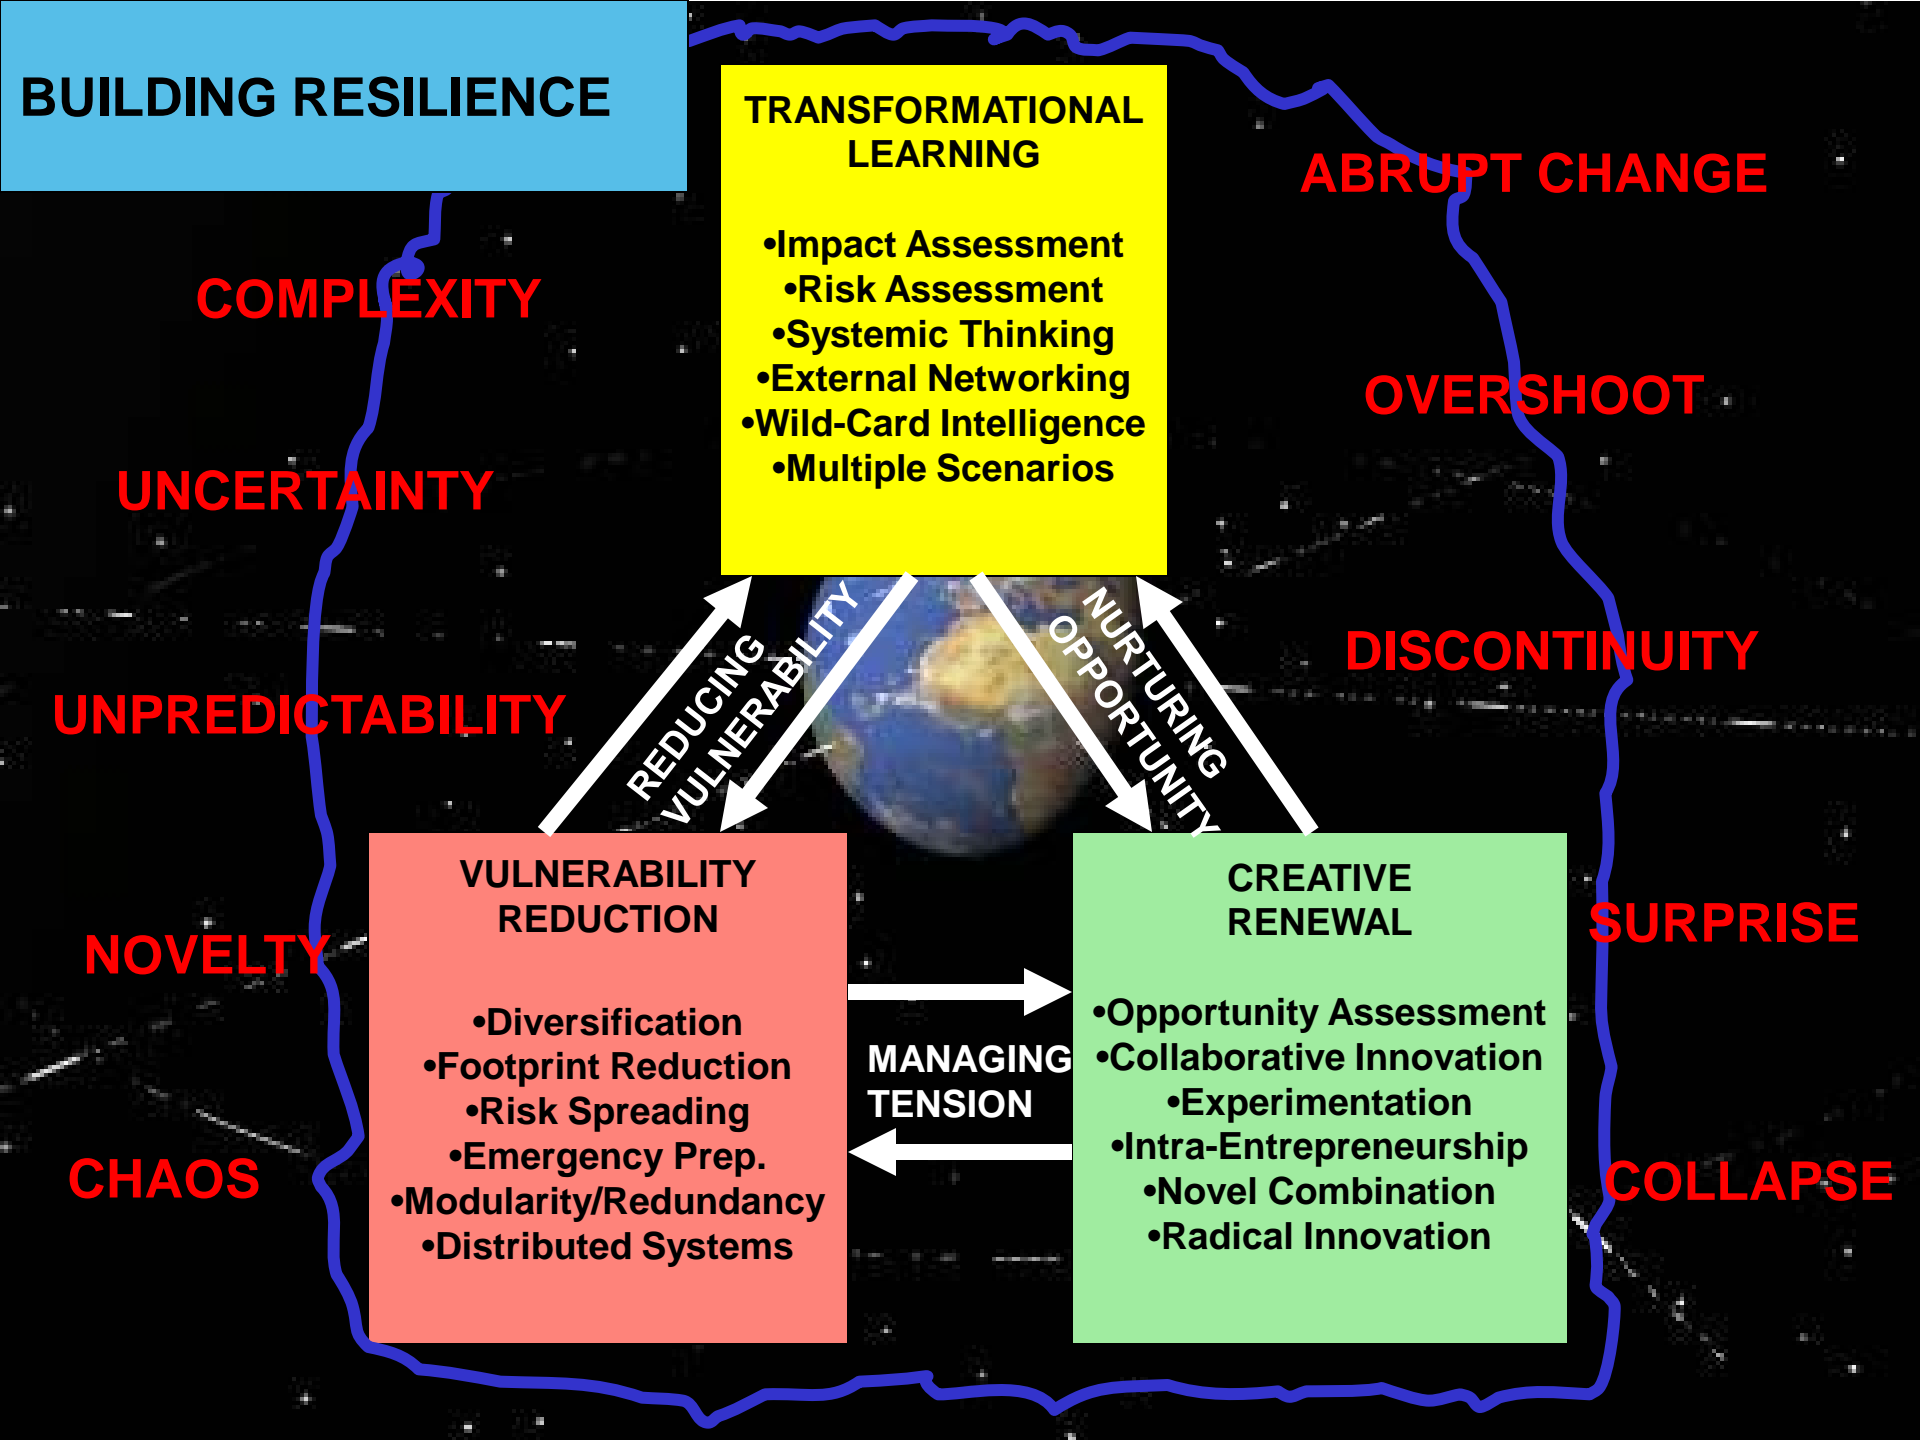 BUILDING RESILIENCE
TRANSFORMATIONAL
LEARNING
•Impact Assessment
•Risk Assessment
•Systemic Thinking
•External Networking
•Wild-Card Intelligence
•Multiple Scenarios
ABRUPT CHANGE
COMPLEXITY
OVERSHOOT
UNCERTAINTY
DISCONTINUITY
UNPREDICTABILITY
REDUCING
VULNERABILITY
NURTURING
OPPORTUNITY
VULNERABILITY
REDUCTION
•Diversification
•Footprint Reduction
•Risk Spreading
•Emergency Prep.
•Modularity/Redundancy
•Distributed Systems
MANAGING
TENSION
CREATIVE
RENEWAL
•Opportunity Assessment
•Collaborative Innovation
•Experimentation
•Intra-Entrepreneurship
•Novel Combination
•Radical Innovation
NOVELTY
SURPRISE
CHAOS
COLLAPSE